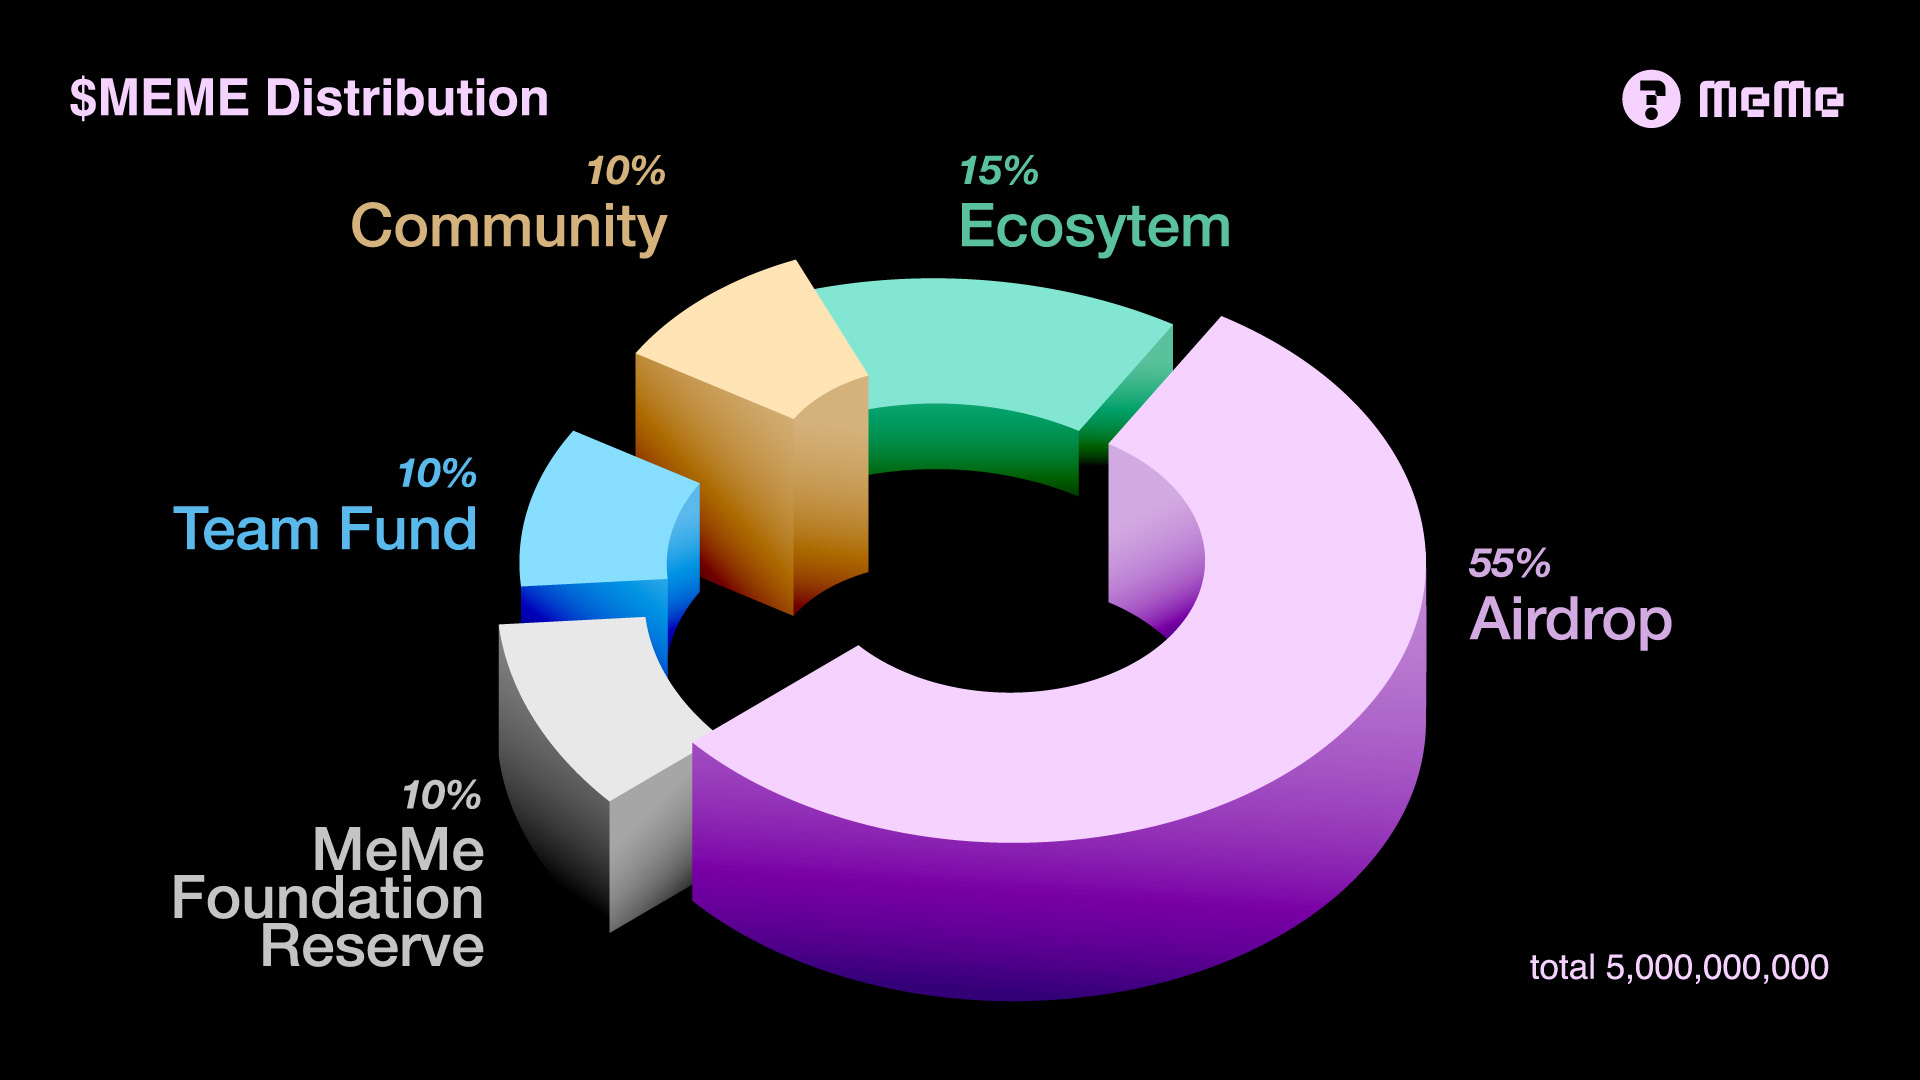 $MEME Distribution
MeMe
10%
Community
15%
Ecosytem
10%
Team Fund
55%
Airdrop
10%
MeMe
Foundation
Reserve
total 5,000,000,000